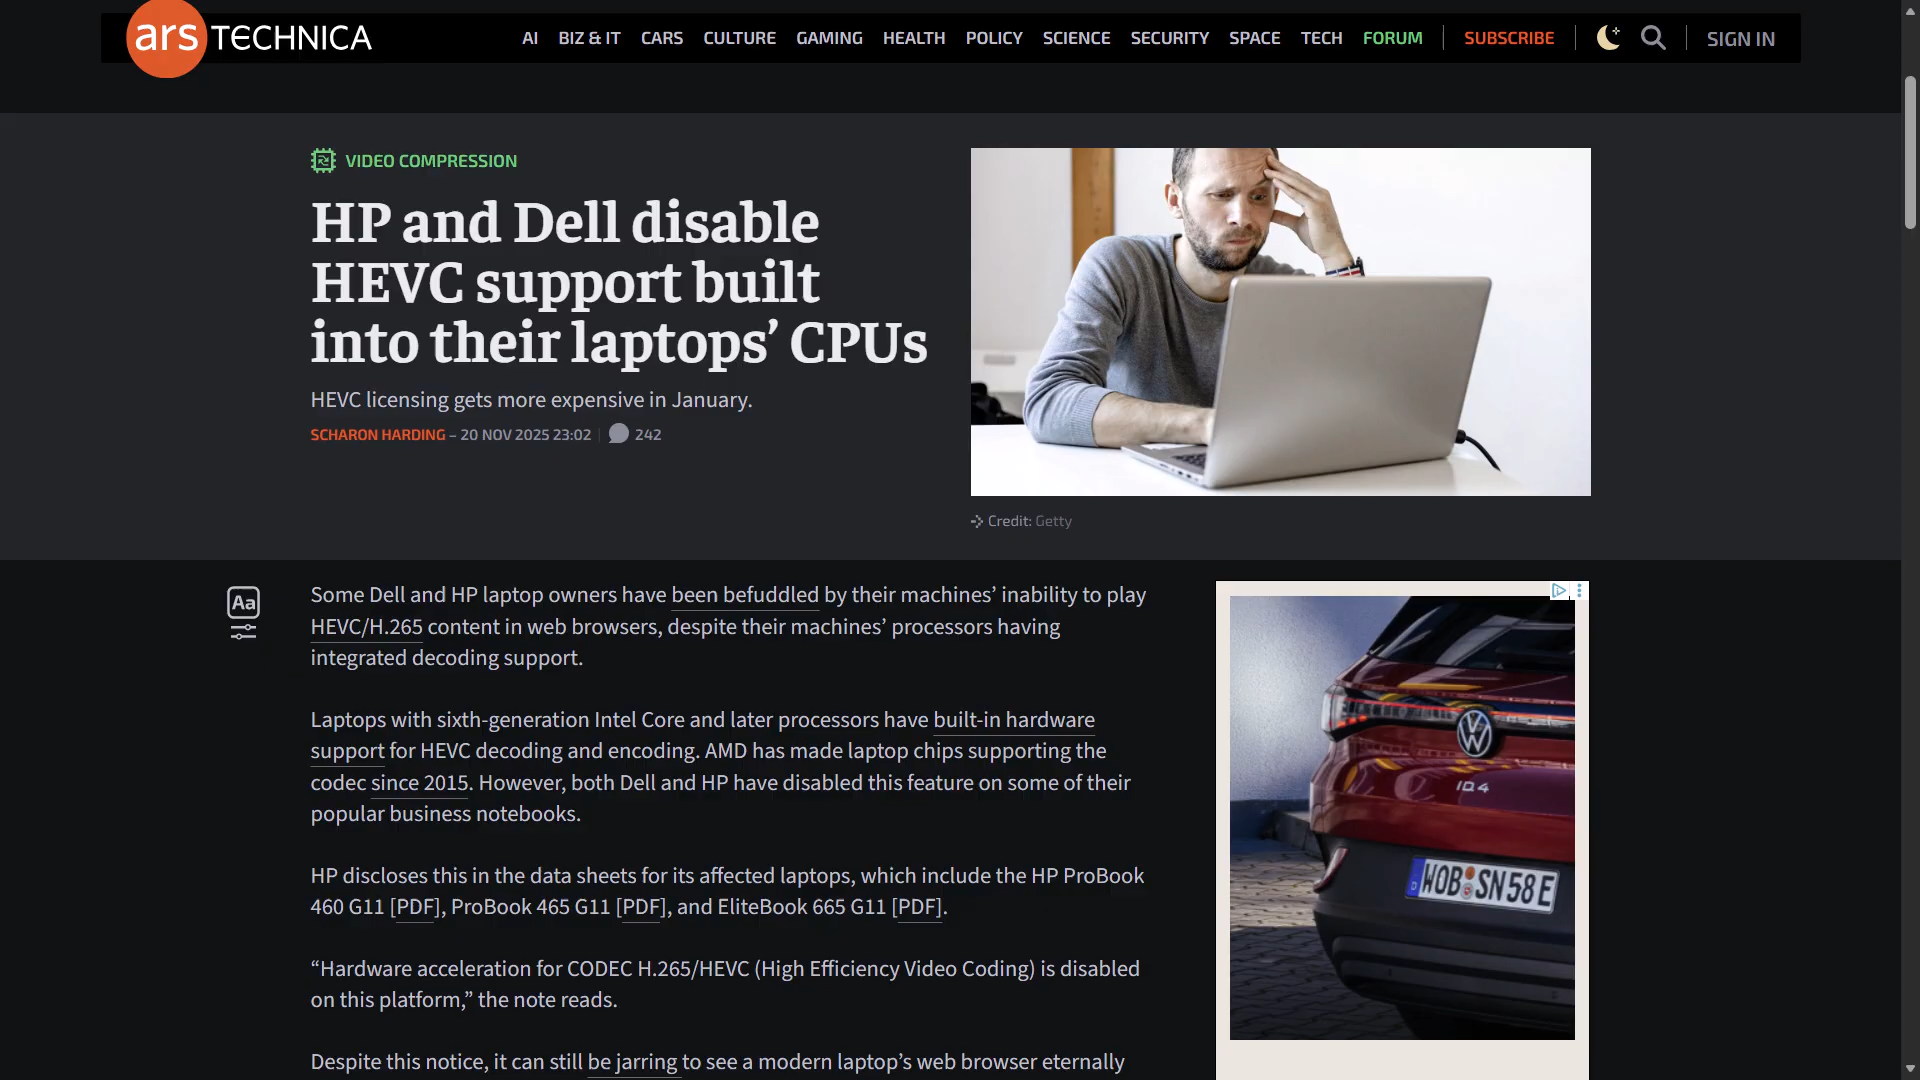 ars TECHNICA
AI BIZ & IT CARS CULTURE GAMING HEALTH POLICY SCIENCE SECURITY SPACE TECH FORUM SUBSCRIBE SIGN IN
VIDEO COMPRESSION
HP and Dell disable
HEVC support built
into their laptops’ CPUs
HEVC licensing gets more expensive in January.
SCHARON HARDING – 20 NOV 2025 23:02 242
Credit: Getty
Aa
Some Dell and HP laptop owners have been befuddled by their machines’ inability to play
HEVC/H.265 content in web browsers, despite their machines’ processors having
integrated decoding support.
Laptops with sixth-generation Intel Core and later processors have built-in hardware
support for HEVC decoding and encoding. AMD has made laptop chips supporting the
codec since 2015. However, both Dell and HP have disabled this feature on some of their
popular business notebooks.
HP discloses this in the data sheets for its affected laptops, which include the HP ProBook
460 G11 [PDF], ProBook 465 G11 [PDF], and EliteBook 665 G11 [PDF].
“Hardware acceleration for CODEC H.265/HEVC (High Efficiency Video Coding) is disabled
on this platform,” the note reads.
Despite this notice, it can still be jarring to see a modern laptop’s web browser eternally
ID.4
D WOB SN 58 E